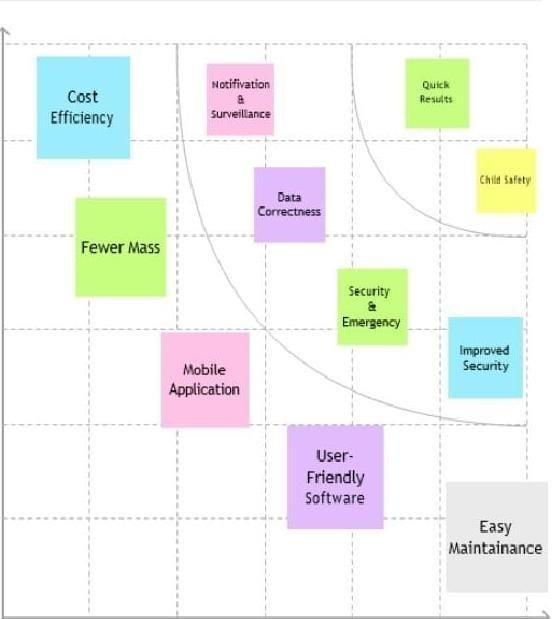 Cost
Efficiency
Notifivation
&
Surveillance
Quick
Results
Child Safety
Data
Correctness
Fewer Mass
Security
&
Emergency
Improved
Security
Mobile
Application
User-
Friendly
Software
Easy
Maintainance